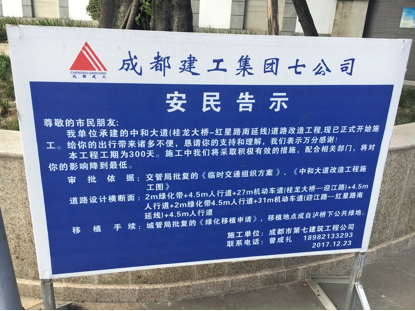 成都建工
成都建工集团七公司
安民告示
尊敬的市民朋友:
我单位承建的中和大道(桂龙大桥-红星路南延线)道路改造工程,现已正式开始施
工。给你的出行带来诸多不便,恳请你的支持和理解,我们表示万分感谢!
本工程工期为300天。施工中我们将采取积极有效的措施,配合相关部门、将对
你的影响降到最低。
审批依据:交管局批复的《临时交通组织方案》、《中和大道改造工程施
工图》
道路设计横断面:2m绿化带+4.5m人行道+27m机动车道(桂龙大桥—迎江路)+4.5m
人行道+2m绿化带+4.5m人行道+31m机动车道(迎江路—红星路南
延线)+4.5m人行道
移植手续:城管局批复的《绿化移植申请》、移植地点成自泸桥下公共绿地。
施工单位:成都市第七建筑工程公司
联系电话:曾成礼 18982133293
2017.12.23